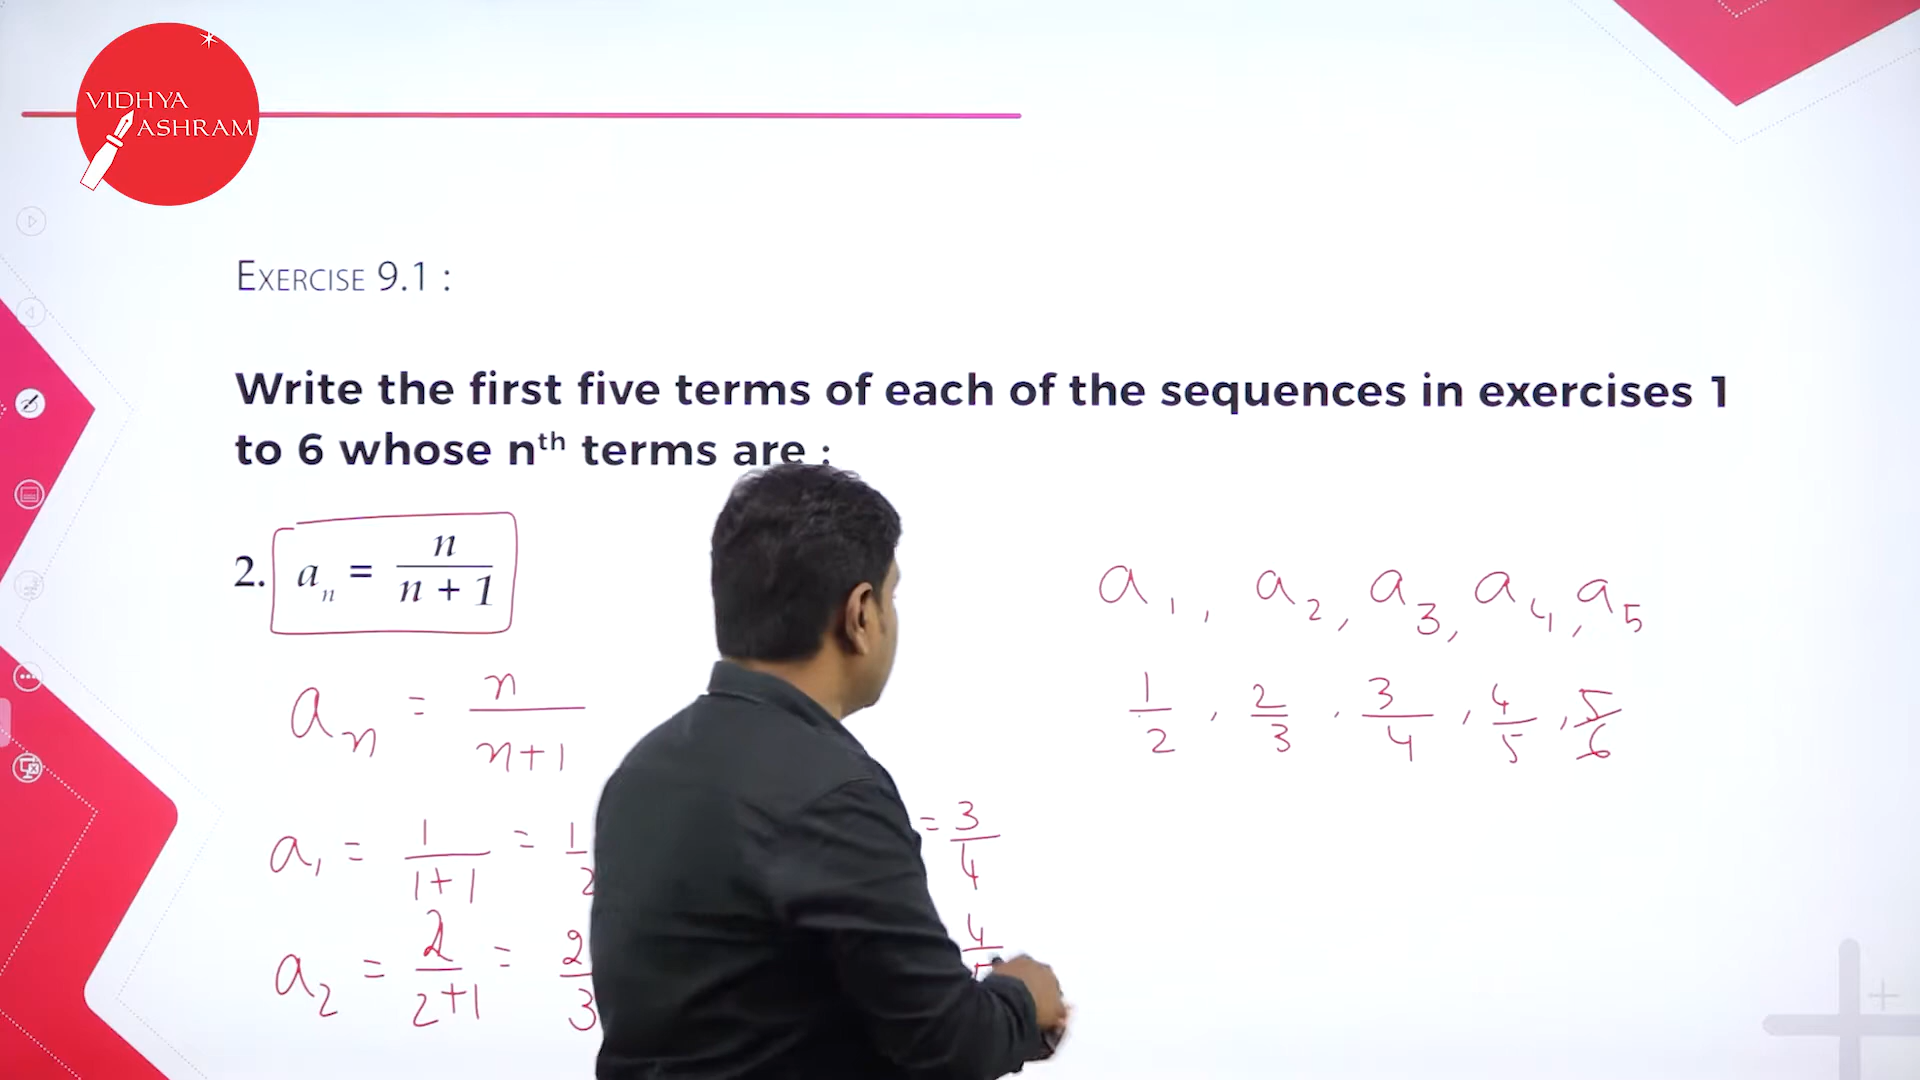 VIDHYA
ASHRAM
EXERCISE 9.1 :
Write the first five terms of each of the sequences in exercises 1
to 6 whose nth terms are :
2. an = n / n + 1
a1, a2, a3, a4, a5
an = n / n+1
1/2, 2/3, 3/4, 4/5, 5/6
a1 = 1 / 1+1 = 1/2
= 3/4
a2 = 2 / 2+1 = 2/3
4/5